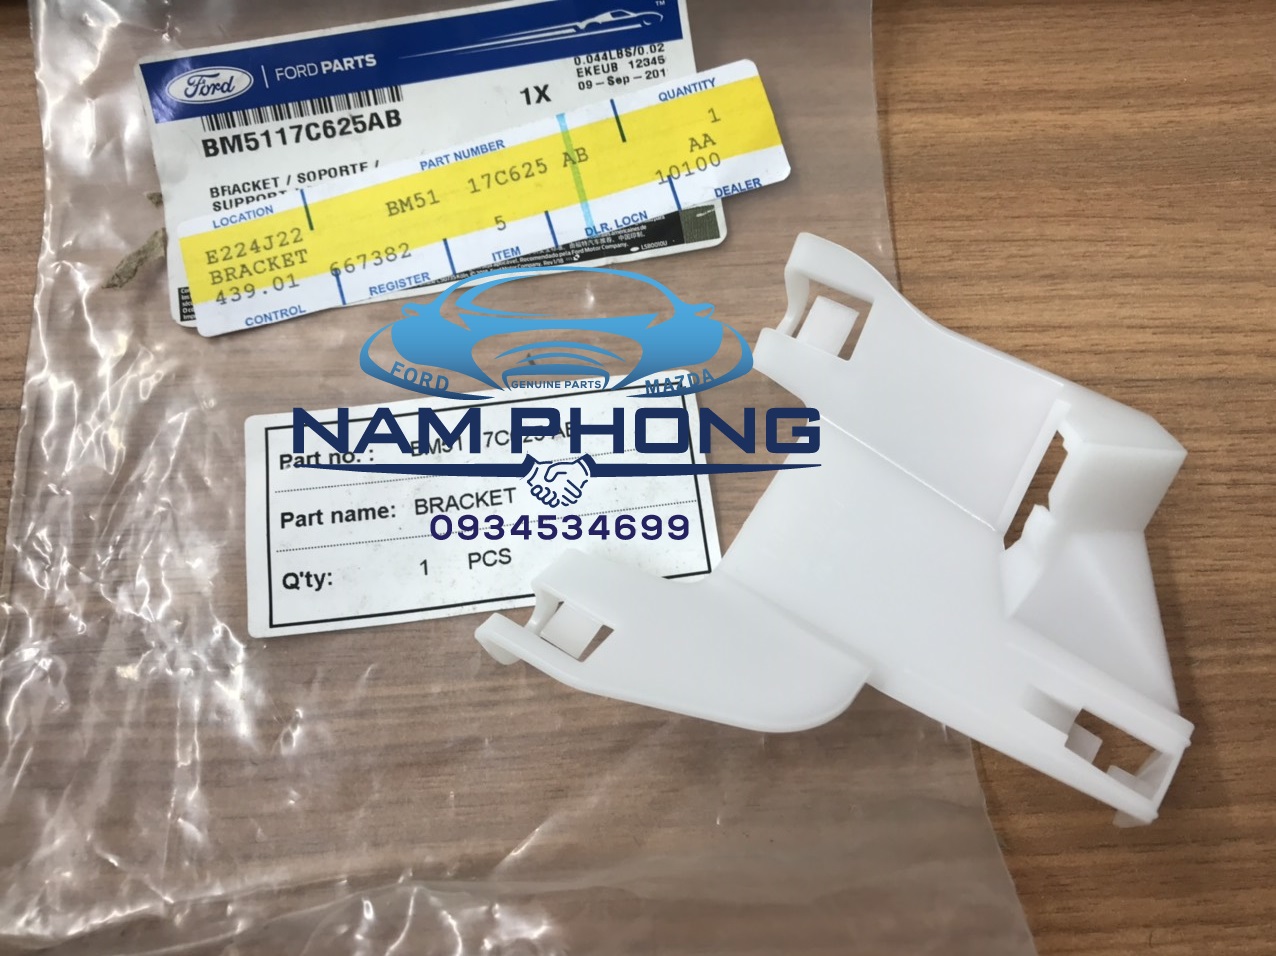 Ford
FORD PARTS
1X
0.044LBS/0.02
EKEUB 12345
09-Sep-201
BM5117C625AB
BRACKET / SOPORTE /
SUPPORT
LOCATION
PART NUMBER
QUANTITY
BM51 17C625 AB
1
E224J22
AA
BRACKET
5
10100
439.01
667382
CONTROL
REGISTER
ITEM
DLR. LOCN
DEALER
FORD
GENUINE PARTS
MAZDA
NAM PHONG
0934534699
Part no. :
Part name: BRACKET
Q'ty: 1 PCS